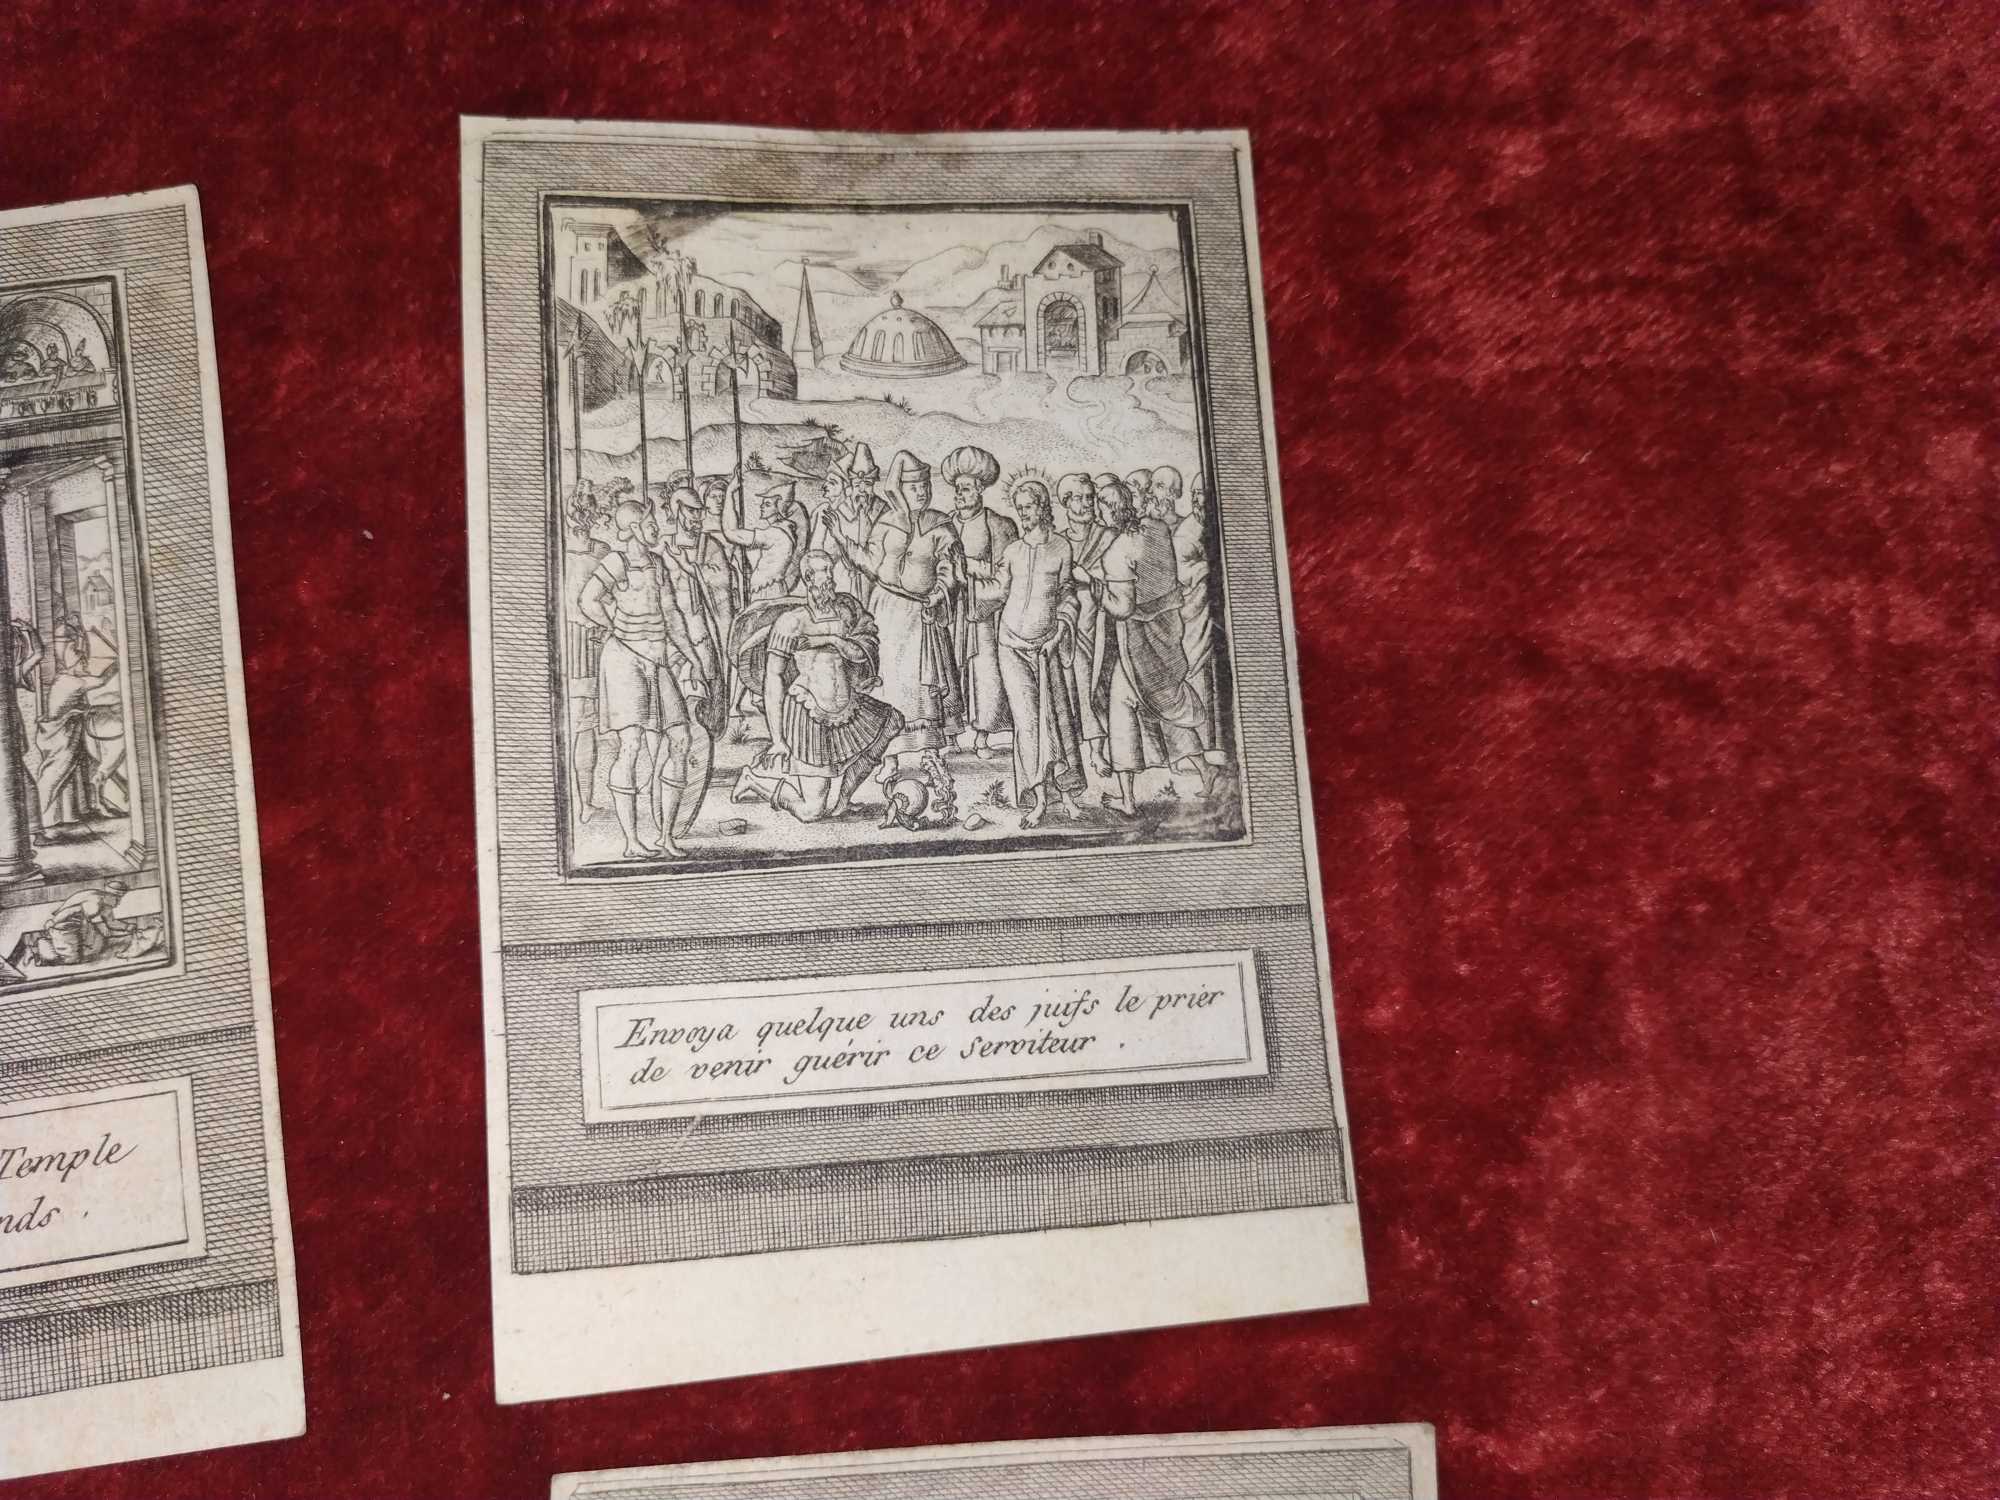 Temple
nds .
Envoya quelque uns des juifs le prier
de venir guérir ce Serviteur .